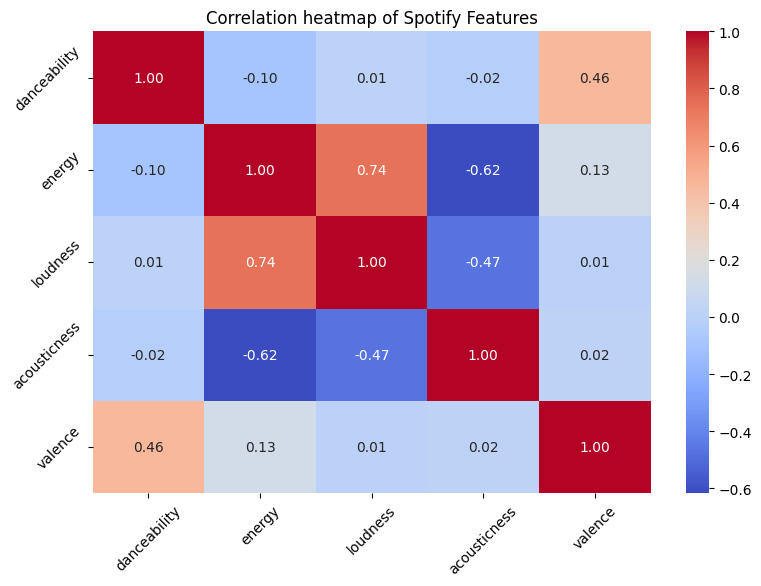 Correlation heatmap of Spotify Features
danceability
1.00 -0.10 0.01 -0.02 0.46
energy
-0.10 1.00 0.74 -0.62 0.13
loudness
0.01 0.74 1.00 -0.47 0.01
acousticness
-0.02 -0.62 -0.47 1.00 0.02
valence
0.46 0.13 0.01 0.02 1.00
danceability
energy
loudness
acousticness
valence
1.0
0.8
0.6
0.4
0.2
0.0
−0.2
−0.4
−0.6